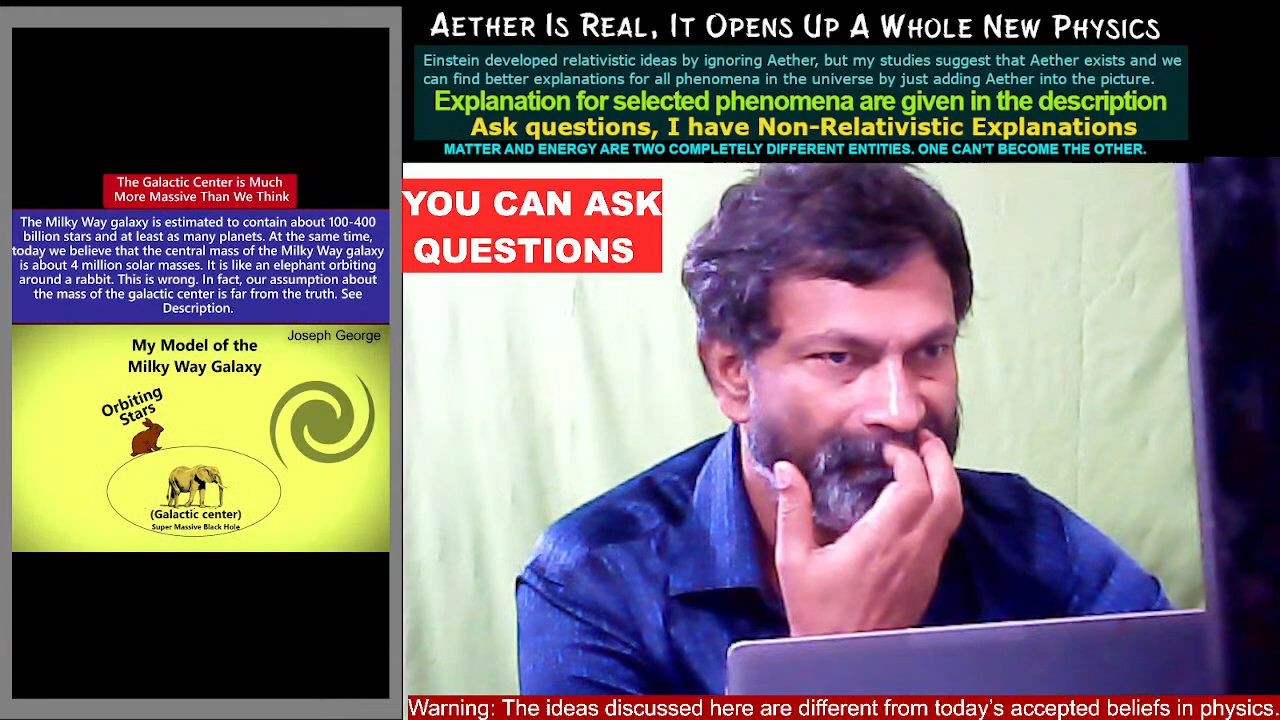 AETHER IS REAL, IT OPENS UP A WHOLE NEW PHYSICS
Einstein developed relativistic ideas by ignoring Aether, but my studies suggest that Aether exists and we
can find better explanations for all phenomena in the universe by just adding Aether into the picture.
Explanation for selected phenomena are given in the description
Ask questions, I have Non-Relativistic Explanations
MATTER AND ENERGY ARE TWO COMPLETELY DIFFERENT ENTITIES. ONE CAN'T BECOME THE OTHER.
YOU CAN ASK
QUESTIONS
The Galactic Center is Much
More Massive Than We Think
The Milky Way galaxy is estimated to contain about 100-400
billion stars and at least as many planets. At the same time,
today we believe that the central mass of the Milky Way galaxy
is about 4 million solar masses. It is like an elephant orbiting
around a rabbit. This is wrong. In fact, our assumption about
the mass of the galactic center is far from the truth. See
Description.
Joseph George
My Model of the
Milky Way Galaxy
Orbiting
Stars
(Galactic center)
Super Massive Black Hole
Warning: The ideas discussed here are different from today's accepted beliefs in physics.